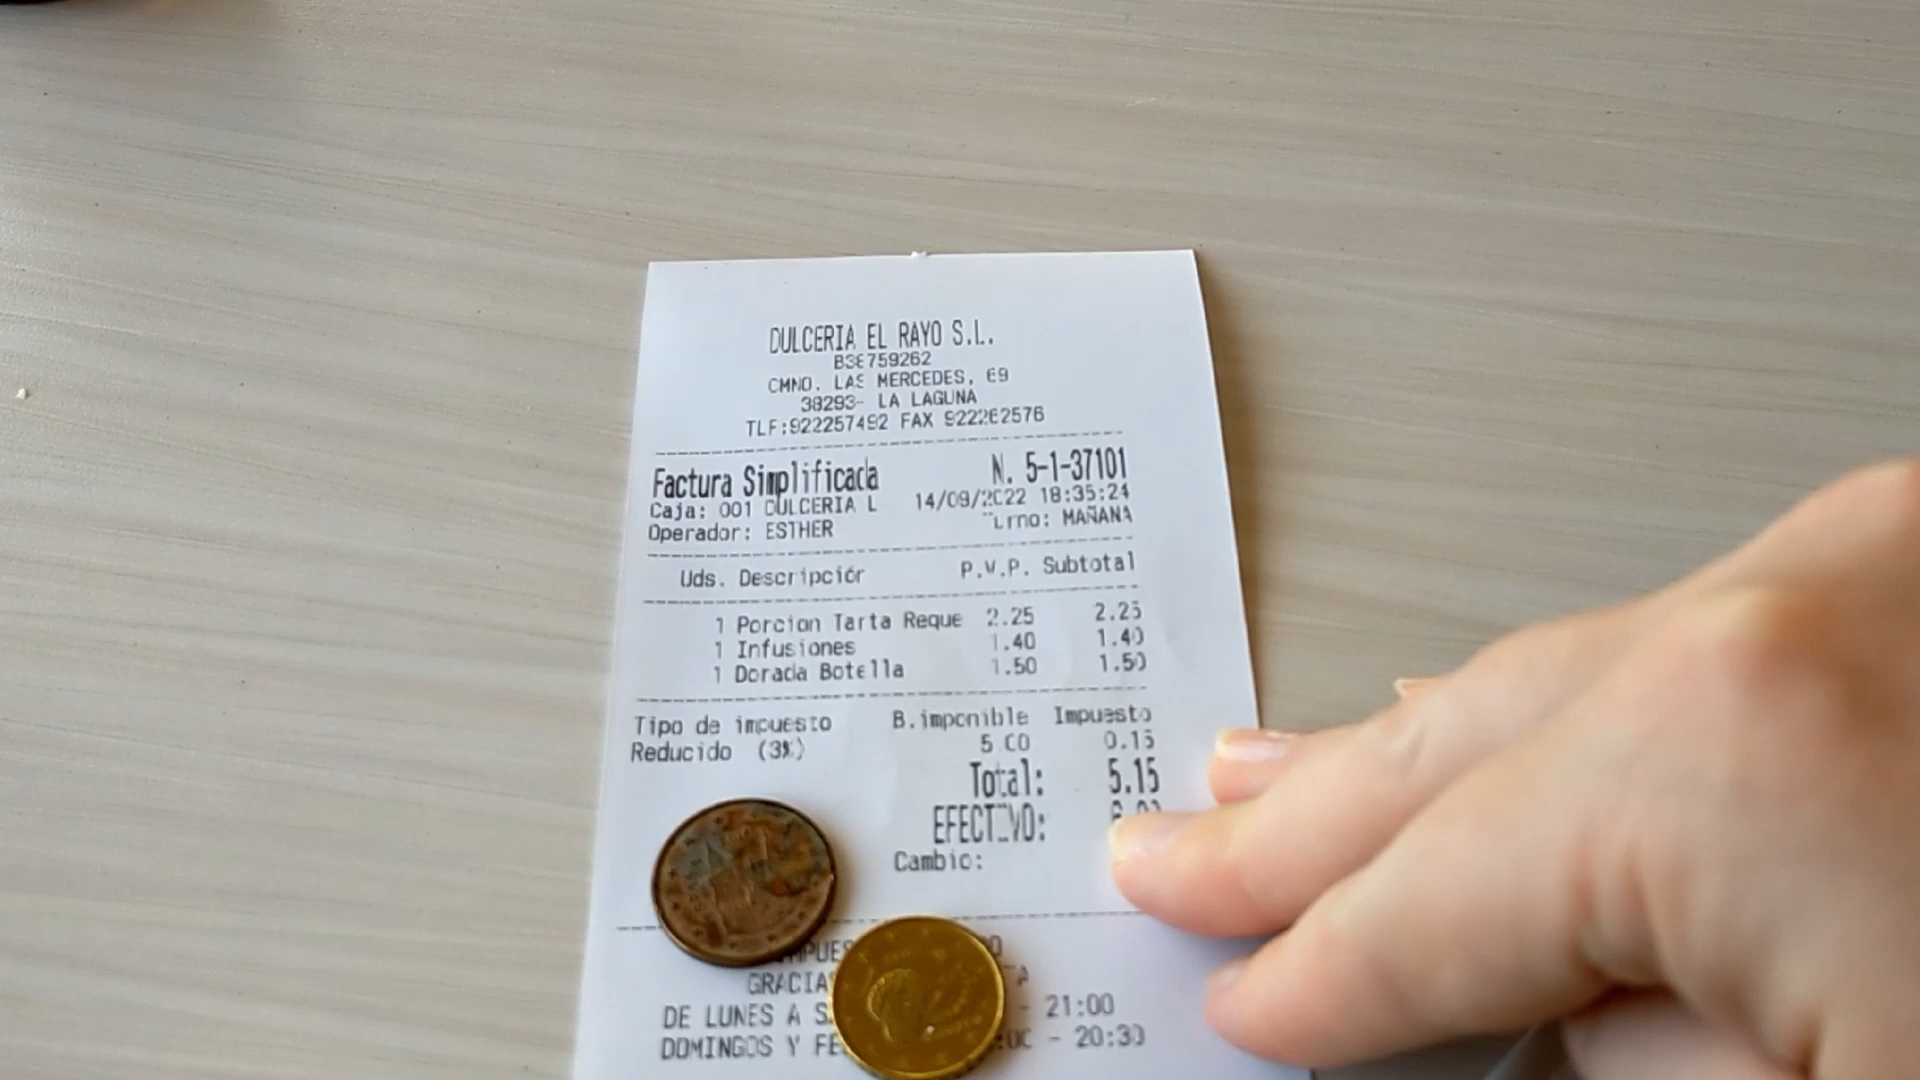 DULCERIA EL RAYO S.L.
B38759262
CMNO. LAS MERCEDES, 69
38293- LA LAGUNA
TLF:922257492 FAX 922262576
Factura Simplificada N. 5-1-37101
Caja: 001 DULCERIA L 14/09/2022 18:35:24
Operador: ESTHER Turno: MAÑANA
Uds. Descripción P.V.P. Subtotal
1 Porcion Tarta Reque 2.25 2.25
1 Infusiones 1.40 1.40
1 Dorada Botella 1.50 1.50
Tipo de impuesto B.imponible Impuesto
Reducido (3%) 5.00 0.15
Total: 5.15
EFECTIVO:
Cambio:
GRACIAS
DE LUNES A - 21:00
DOMINGOS Y - 20:30